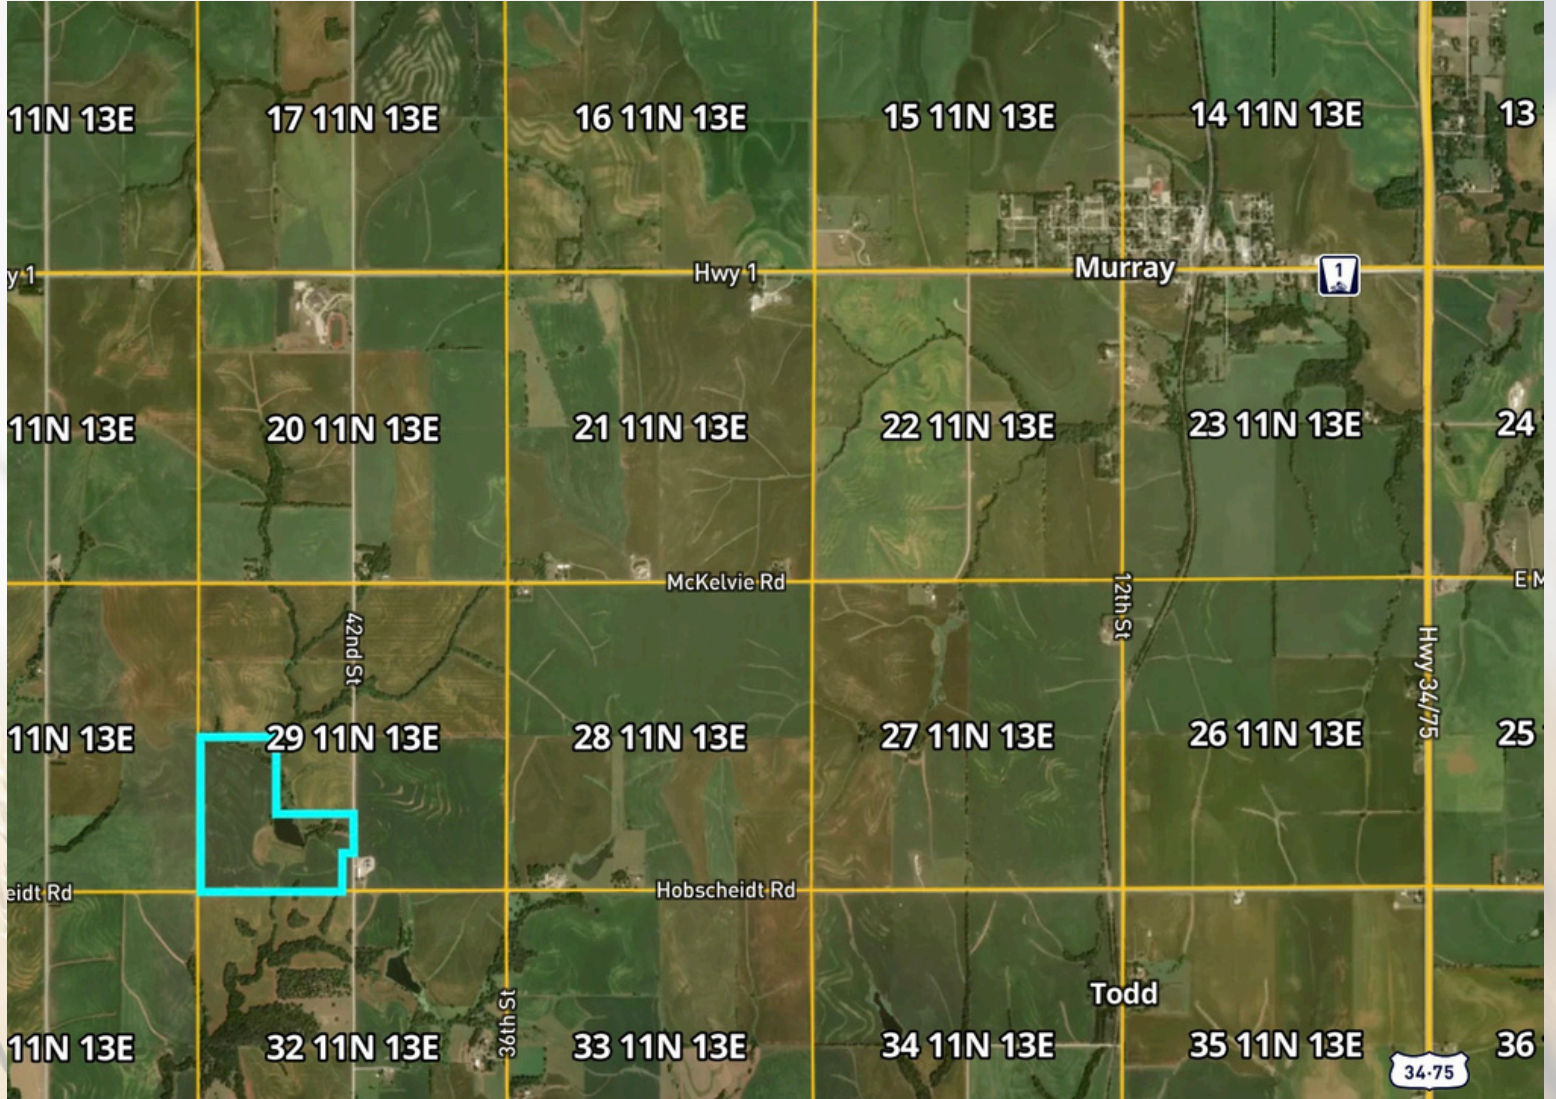 11N 13E
17 11N 13E
16 11N 13E
15 11N 13E
14 11N 13E
13
y 1
Hwy 1
Murray
1
11N 13E
20 11N 13E
21 11N 13E
22 11N 13E
23 11N 13E
24
McKelvie Rd
E M
42nd St
12th St
Hwy 34/75
11N 13E
29 11N 13E
28 11N 13E
27 11N 13E
26 11N 13E
25
eidt Rd
Hobscheidt Rd
Todd
36th St
11N 13E
32 11N 13E
33 11N 13E
34 11N 13E
35 11N 13E
36
34·75